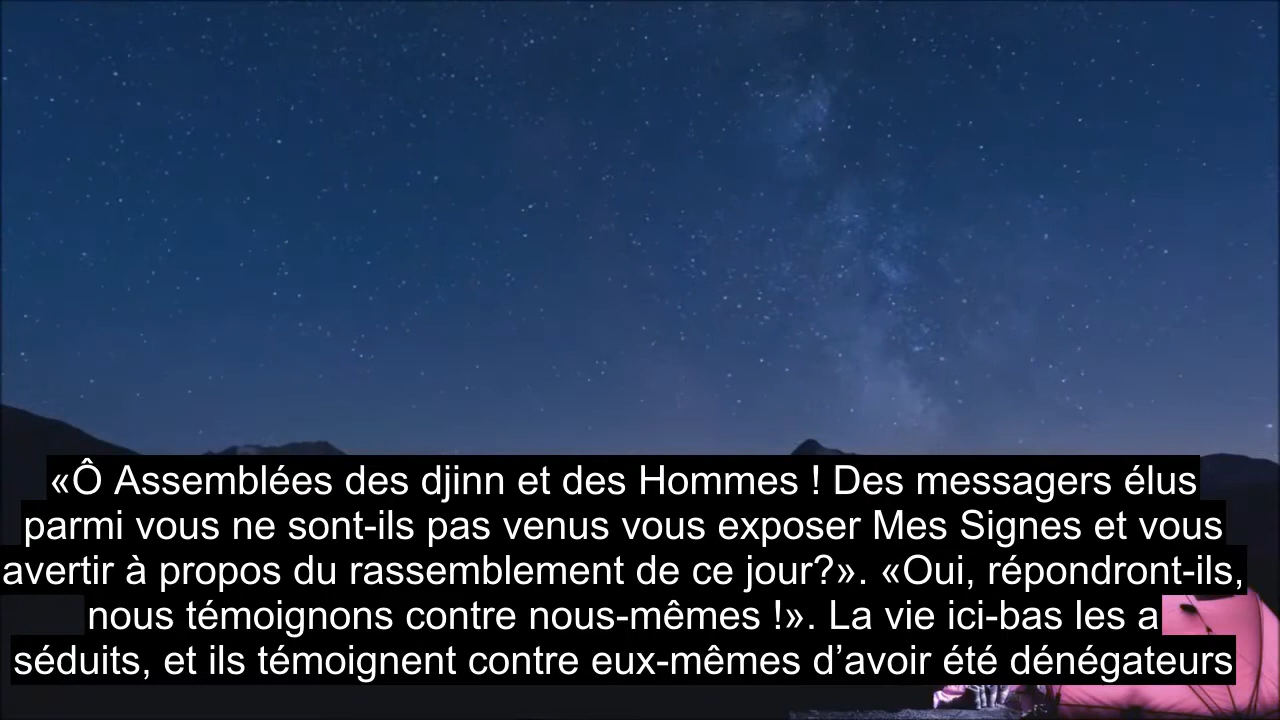 «Ô Assemblées des djinn et des Hommes ! Des messagers élus
parmi vous ne sont-ils pas venus vous exposer Mes Signes et vous
avertir à propos du rassemblement de ce jour?». «Oui, répondront-ils,
nous témoignons contre nous-mêmes !». La vie ici-bas les a
séduits, et ils témoignent contre eux-mêmes d’avoir été dénégateurs